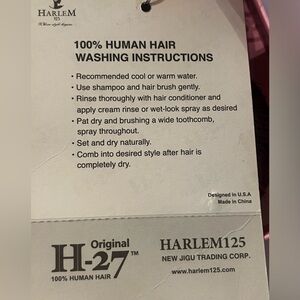 HARLEM
125
100% HUMAN HAIR
WASHING INSTRUCTIONS
• Recommended cool or warm water.
• Use shampoo and hair brush gently.
• Rinse thoroughly with hair conditioner and
apply cream rinse or wet-look spray as desired
• Pat dry and brushing a wide toothcomb,
spray throughout.
• Set and dry naturally.
• Comb into desired style after hair is
completely dry.
Designed in U.S.A
Made in China
Original
H-27™
100% HUMAN HAIR
HARLEM125
NEW JIGU TRADING CORP.
www.harlem125.com